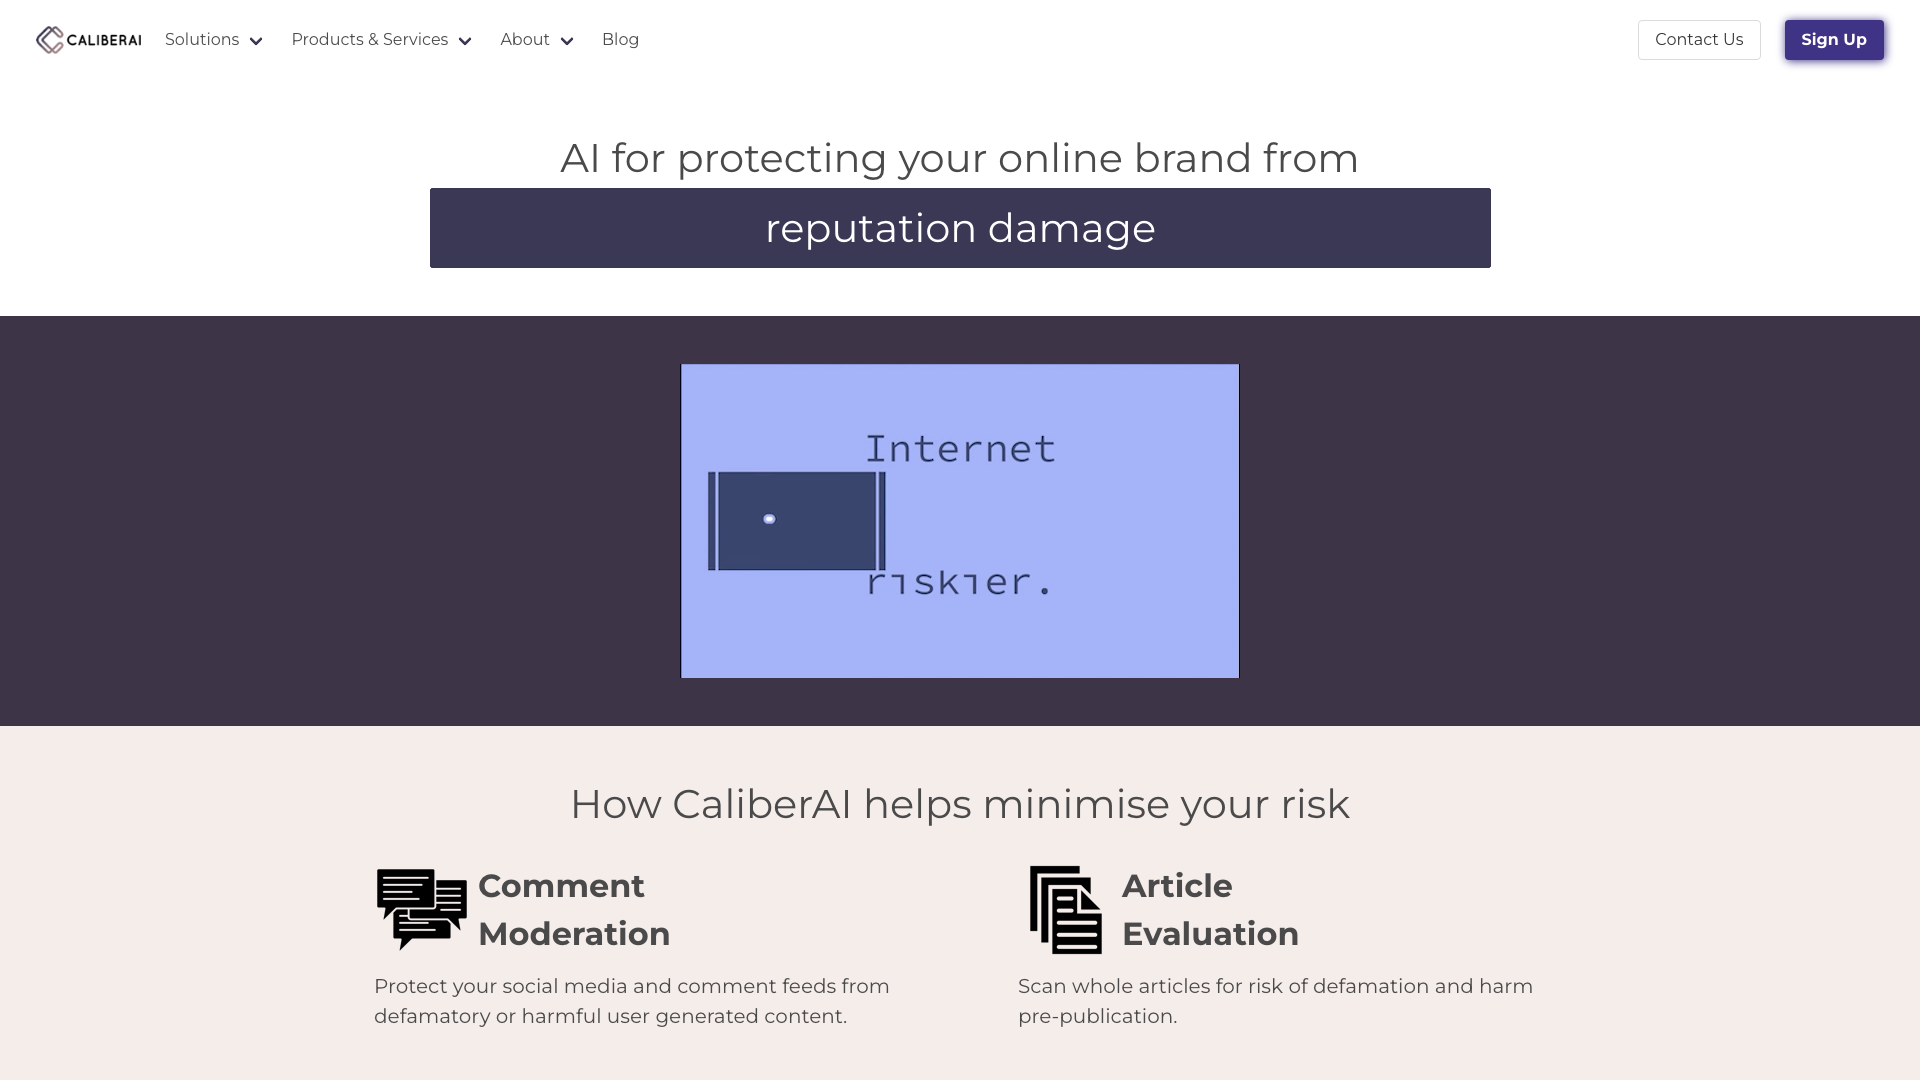 CALIBERAI Solutions Products & Services About Blog Contact Us Sign Up
AI for protecting your online brand from
reputation damage
Internet
riskier.
How CaliberAI helps minimise your risk
Comment
Moderation
Protect your social media and comment feeds from
defamatory or harmful user generated content.
Article
Evaluation
Scan whole articles for risk of defamation and harm
pre-publication.